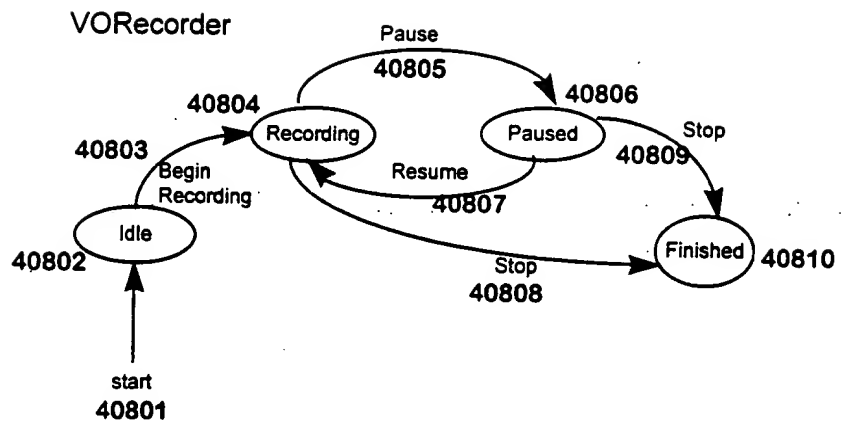 VORecorder
Pause
40805
40804
40806
Recording
Paused
Stop
40803
40809
Begin
Recording
Resume
40807
Idle
40802
Finished
40810
Stop
40808
start
40801